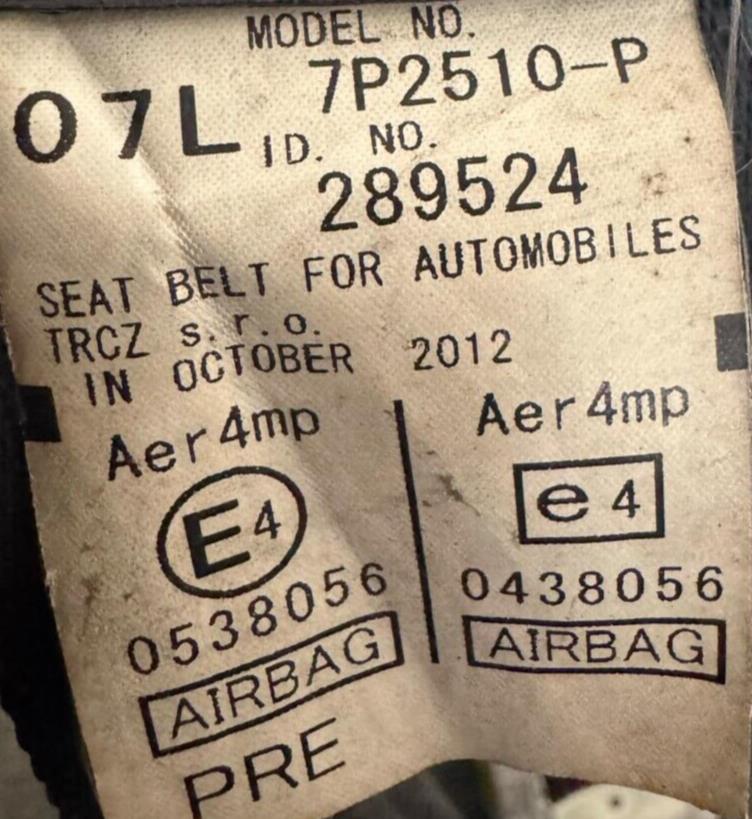 MODEL NO.
07L 7P2510-P
ID. NO.
289524
SEAT BELT FOR AUTOMOBILES
TRCZ s.r.o.
IN OCTOBER 2012
Aer4mp Aer4mp
E4 e4
0538056 0438056
AIRBAG AIRBAG
PRE